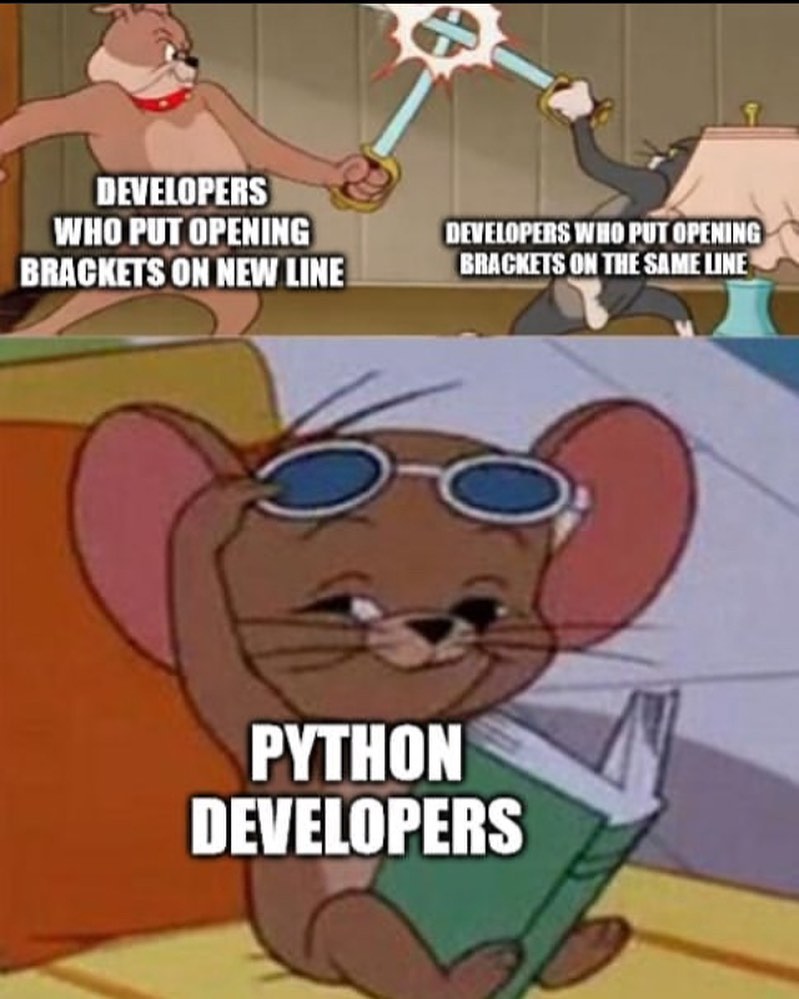 DEVELOPERS
WHO PUT OPENING
BRACKETS ON NEW LINE
DEVELOPERS WHO PUT OPENING
BRACKETS ON THE SAME LINE
PYTHON
DEVELOPERS